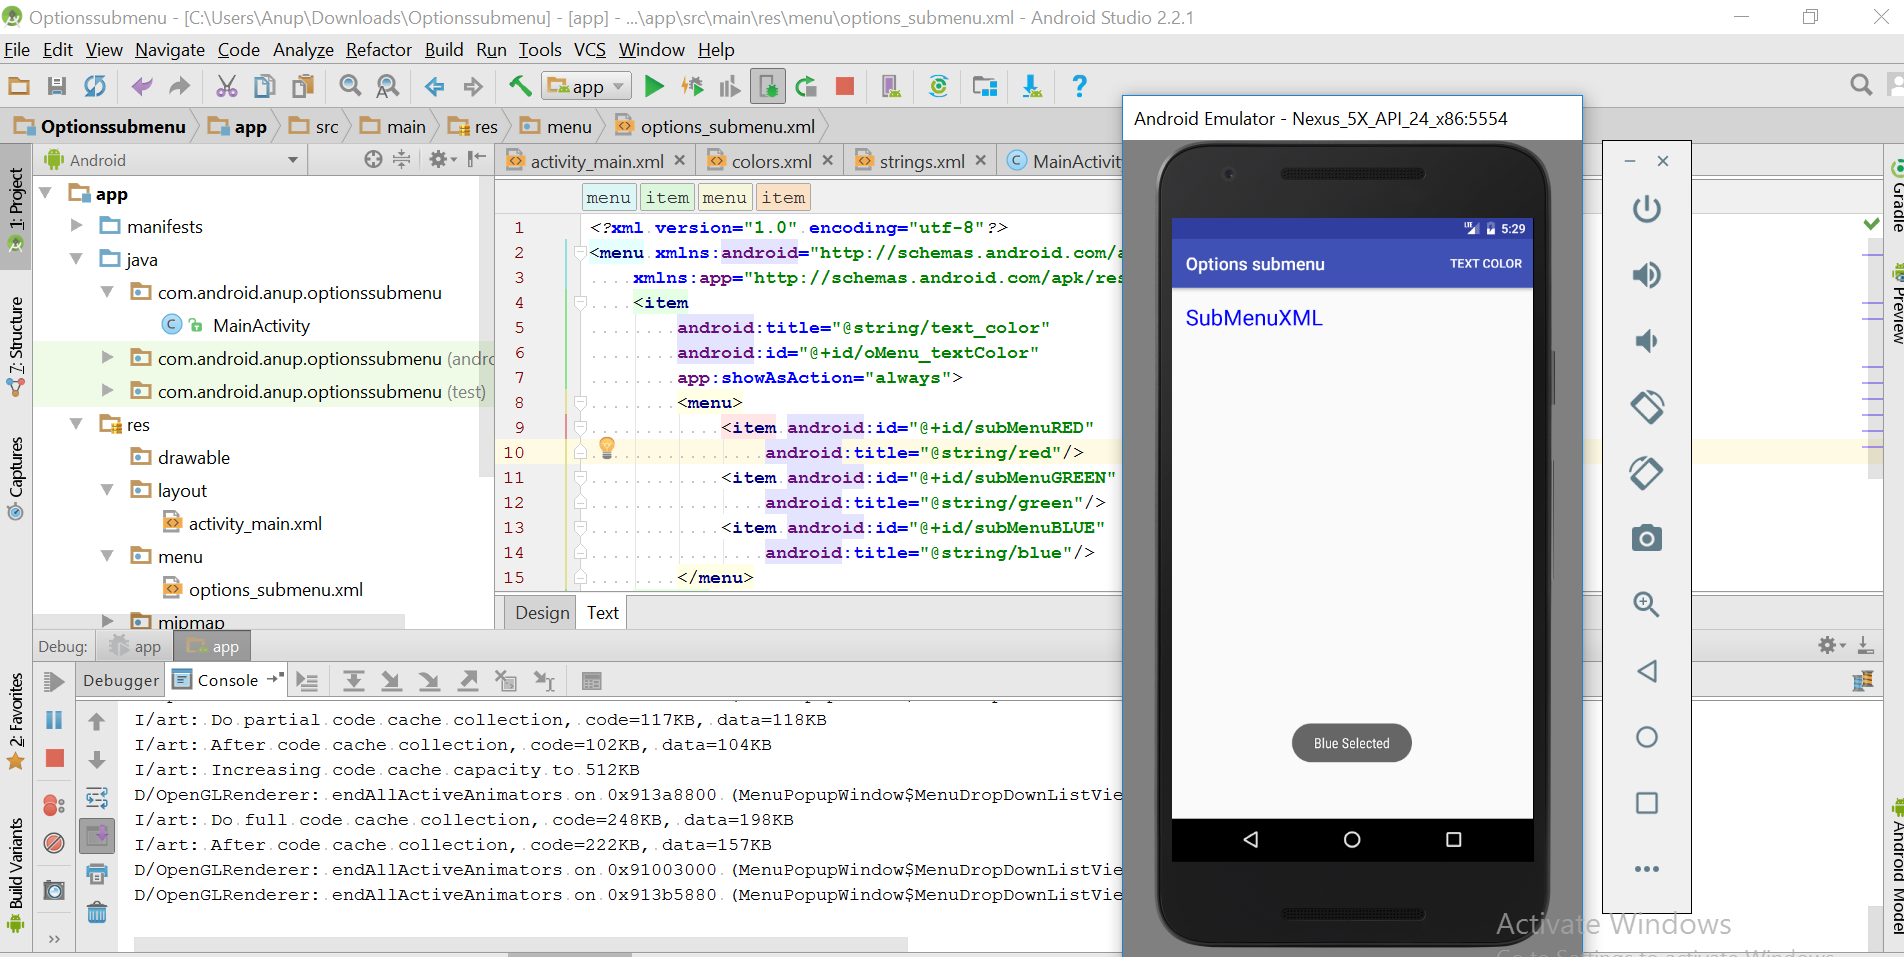 Optionssubmenu - [C:\Users\Anup\Downloads\Optionssubmenu] - [app] - ...\app\src\main\res\menu\options_submenu.xml - Android Studio 2.2.1
File Edit View Navigate Code Analyze Refactor Build Run Tools VCS Window Help
app
Optionssubmenu app src main res menu options_submenu.xml
Android
activity_main.xml colors.xml strings.xml MainActivit
menu item menu item
1: Project
7: Structure
Captures
2: Favorites
Build Variants
app
manifests
java
com.android.anup.optionssubmenu
MainActivity
com.android.anup.optionssubmenu (andro
com.android.anup.optionssubmenu (test)
res
drawable
layout
activity_main.xml
menu
options_submenu.xml
mipmap
1 <?xml version="1.0" encoding="utf-8"?>
2 <menu xmlns:android="http://schemas.android.com/a
3 xmlns:app="http://schemas.android.com/apk/res
4 <item
5 android:title="@string/text_color"
6 android:id="@+id/oMenu_textColor"
7 app:showAsAction="always">
8 <menu>
9 <item android:id="@+id/subMenuRED"
10 android:title="@string/red"/>
11 <item android:id="@+id/subMenuGREEN"
12 android:title="@string/green"/>
13 <item android:id="@+id/subMenuBLUE"
14 android:title="@string/blue"/>
15 </menu>
Design Text
Debug: app app
Debugger Console
I/art: Do partial code cache collection, code=117KB, data=118KB
I/art: After code cache collection, code=102KB, data=104KB
I/art: Increasing code cache capacity to 512KB
D/OpenGLRenderer: endAllActiveAnimators on 0x913a8800 (MenuPopupWindow$MenuDropDownListVie
I/art: Do full code cache collection, code=248KB, data=198KB
I/art: After code cache collection, code=222KB, data=157KB
D/OpenGLRenderer: endAllActiveAnimators on 0x91003000 (MenuPopupWindow$MenuDropDownListVie
D/OpenGLRenderer: endAllActiveAnimators on 0x913b5880 (MenuPopupWindow$MenuDropDownListVie
Android Emulator - Nexus_5X_API_24_x86:5554
LTE 5:29
Options submenu TEXT COLOR
SubMenuXML
Blue Selected
Gradle
Preview
Android Model
Activate Windows
Go to Settings to activate Windows.